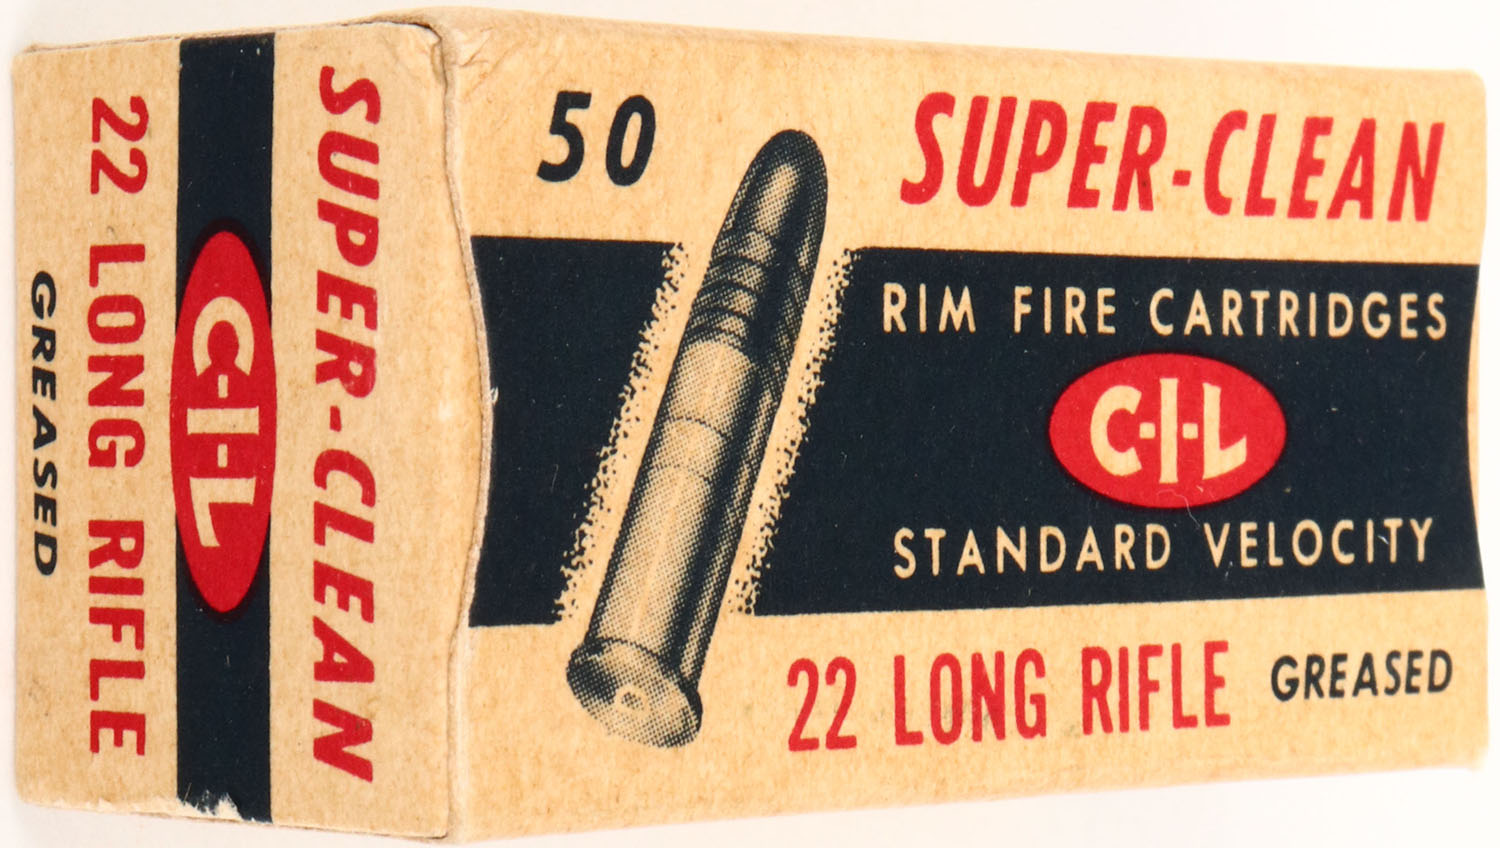 50
SUPER-CLEAN
RIM FIRE CARTRIDGES
C-I-L
STANDARD VELOCITY
22 LONG RIFLE GREASED
SUPER-CLEAN
C-I-L
22 LONG RIFLE
GREASED